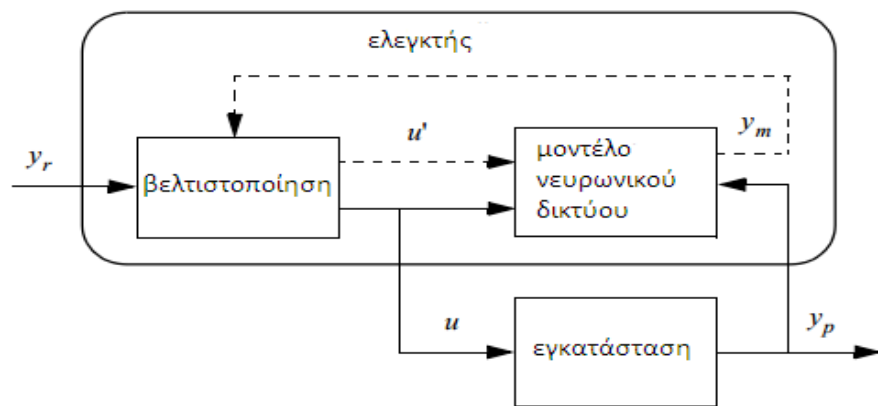 ελεγκτής
u'
y_m
y_r
βελτιστοποίηση
μοντέλο
νευρωνικού
δικτύου
u
εγκατάσταση
y_p